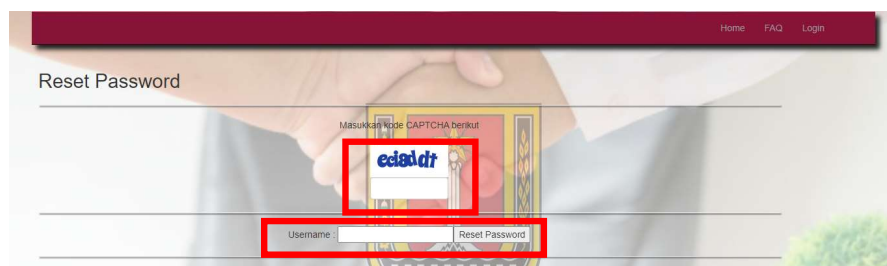 Home FAQ Login
Reset Password
Masukkan kode CAPTCHA berikut
Username :
Reset Password